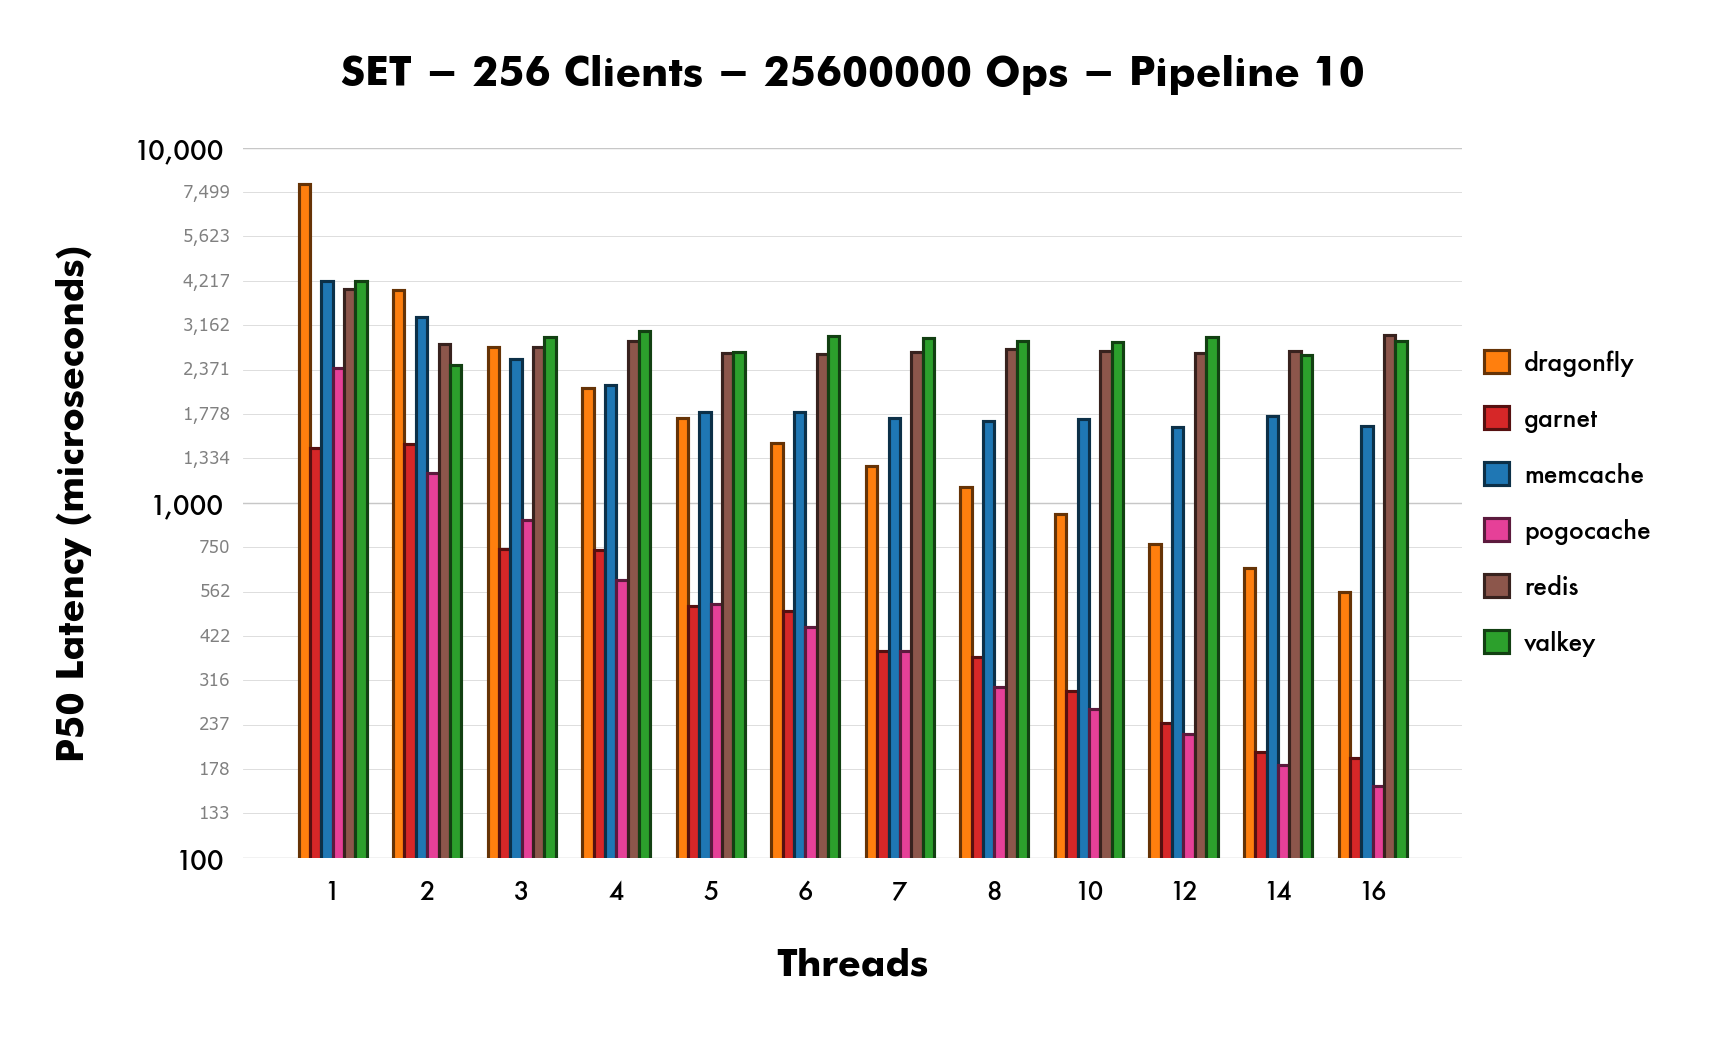 SET – 256 Clients – 25600000 Ops – Pipeline 10
P50 Latency (microseconds)
10,000
7,499
5,623
4,217
3,162
2,371
1,778
1,334
1,000
750
562
422
316
237
178
133
100
1 2 3 4 5 6 7 8 10 12 14 16
Threads
dragonfly
garnet
memcache
pogocache
redis
valkey